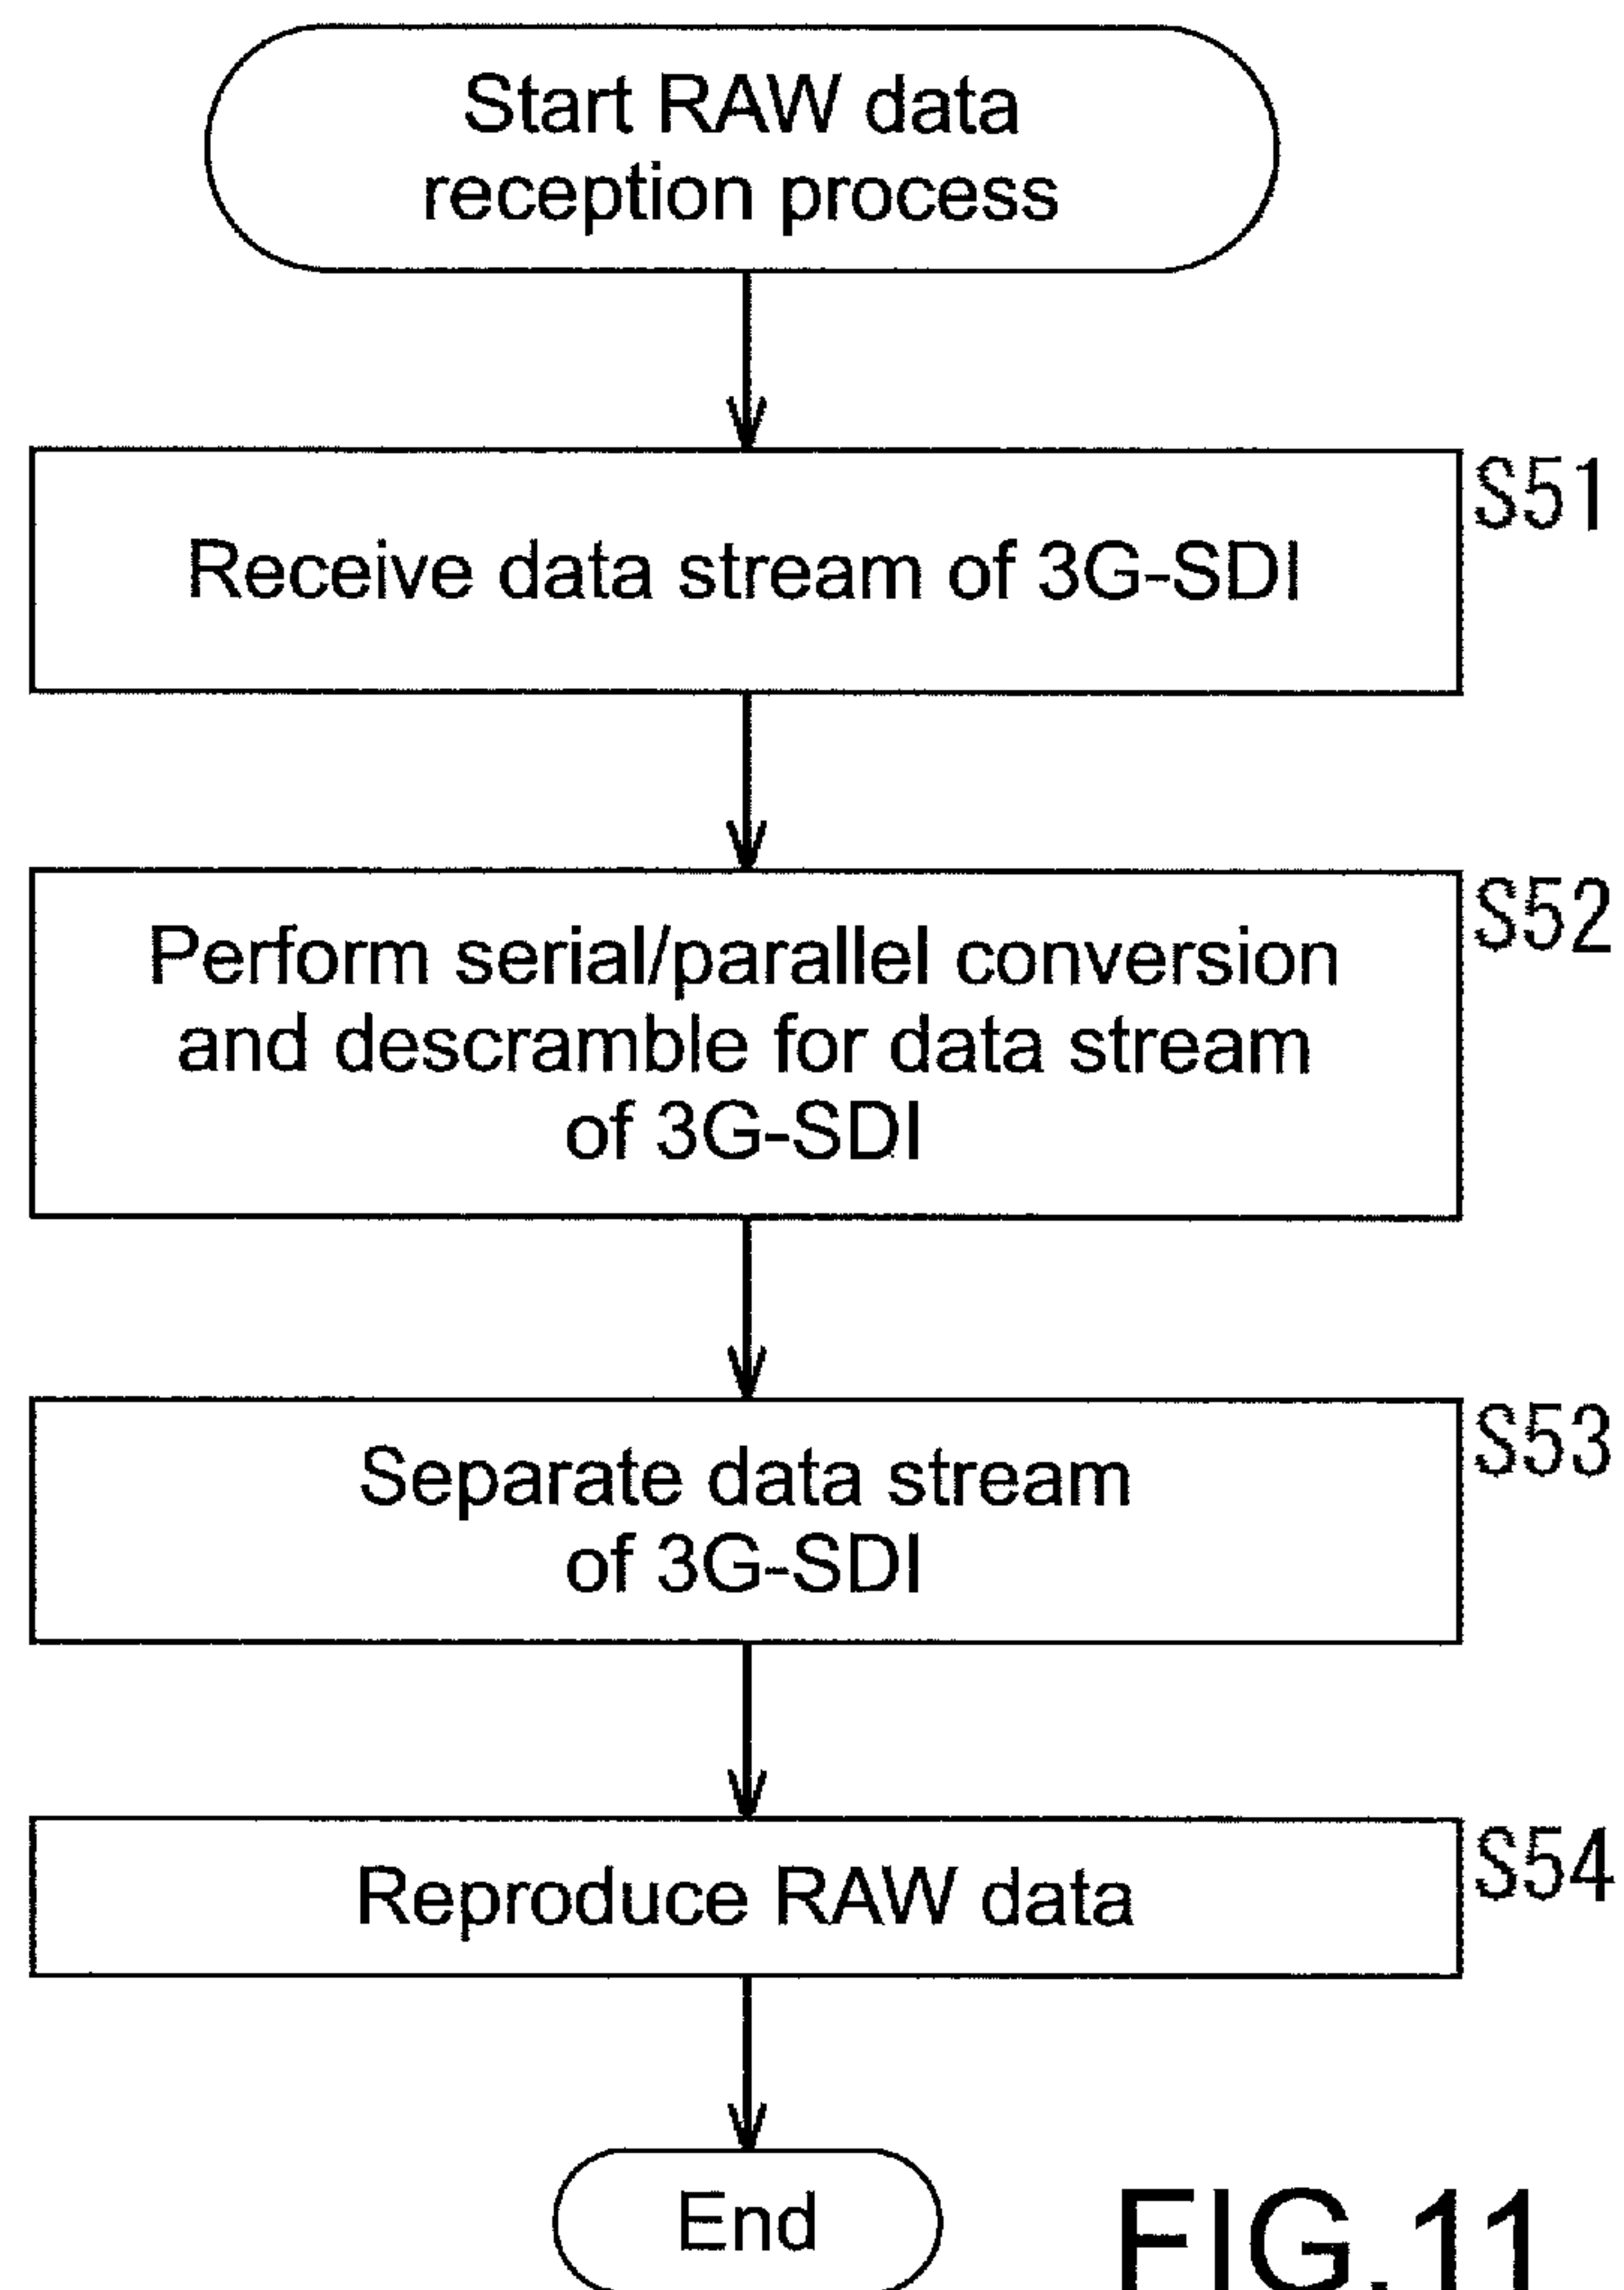 Start RAW data
reception process
S51
Receive data stream of 3G-SDI
S52
Perform serial/parallel conversion
and descramble for data stream
of 3G-SDI
S53
Separate data stream
of 3G-SDI
S54
Reproduce RAW data
End
FIG.11